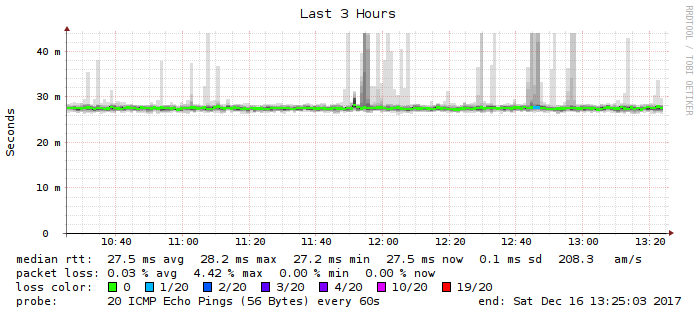 Last 3 Hours
RRDTOOL / TOBI OETIKER
Seconds
40 m
30 m
20 m
10 m
0
10:40 11:00 11:20 11:40 12:00 12:20 12:40 13:00 13:20
median rtt: 27.5 ms avg 28.2 ms max 27.2 ms min 27.5 ms now 0.1 ms sd 208.3 am/s
packet loss: 0.03 % avg 4.42 % max 0.00 % min 0.00 % now
loss color: 0 1/20 2/20 3/20 4/20 10/20 19/20
probe: 20 ICMP Echo Pings (56 Bytes) every 60s end: Sat Dec 16 13:25:03 2017